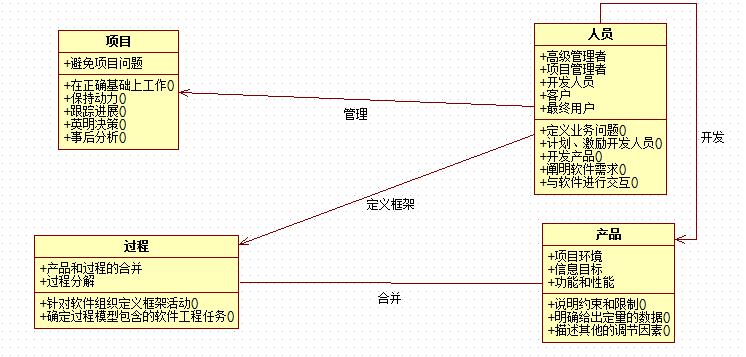 项目
+避免项目问题
+在正确基础上工作()
+保持动力()
+跟踪进展()
+英明决策()
+事后分析()
人员
+高级管理者
+项目管理者
+开发人员
+客户
+最终用户
+定义业务问题()
+计划、激励开发人员()
+开发产品()
+阐明软件需求()
+与软件进行交互()
管理
开发
定义框架
过程
+产品和过程的合并
+过程分解
+针对软件组织定义框架活动()
+确定过程模型包含的软件工程任务()
合并
产品
+项目环境
+信息目标
+功能和性能
+说明约束和限制()
+明确给出定量的数据()
+描述其他的调节因素()